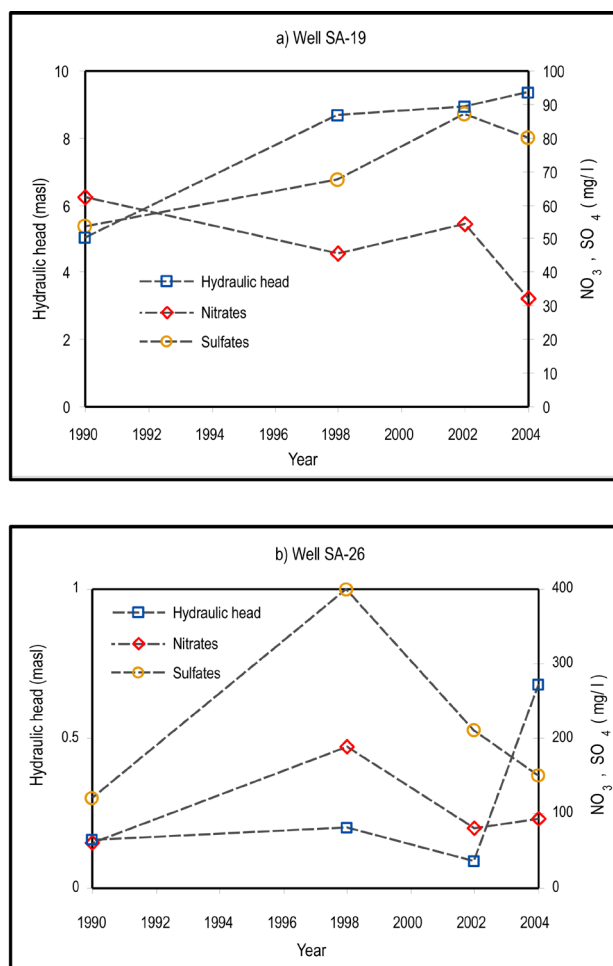 a) Well SA-19
10
8
6
4
2
0
Hydraulic head (masl)
100
90
80
70
60
50
40
30
20
10
0
NO3 , SO4 ( mg/ l )
Hydraulic head
Nitrates
Sulfates
1990 1992 1994 1996 1998 2000 2002 2004
Year
b) Well SA-26
1
0.5
0
Hydraulic head (masl)
400
300
200
100
0
NO3 , SO4 ( mg/ l )
Hydraulic head
Nitrates
Sulfates
1990 1992 1994 1996 1998 2000 2002 2004
Year